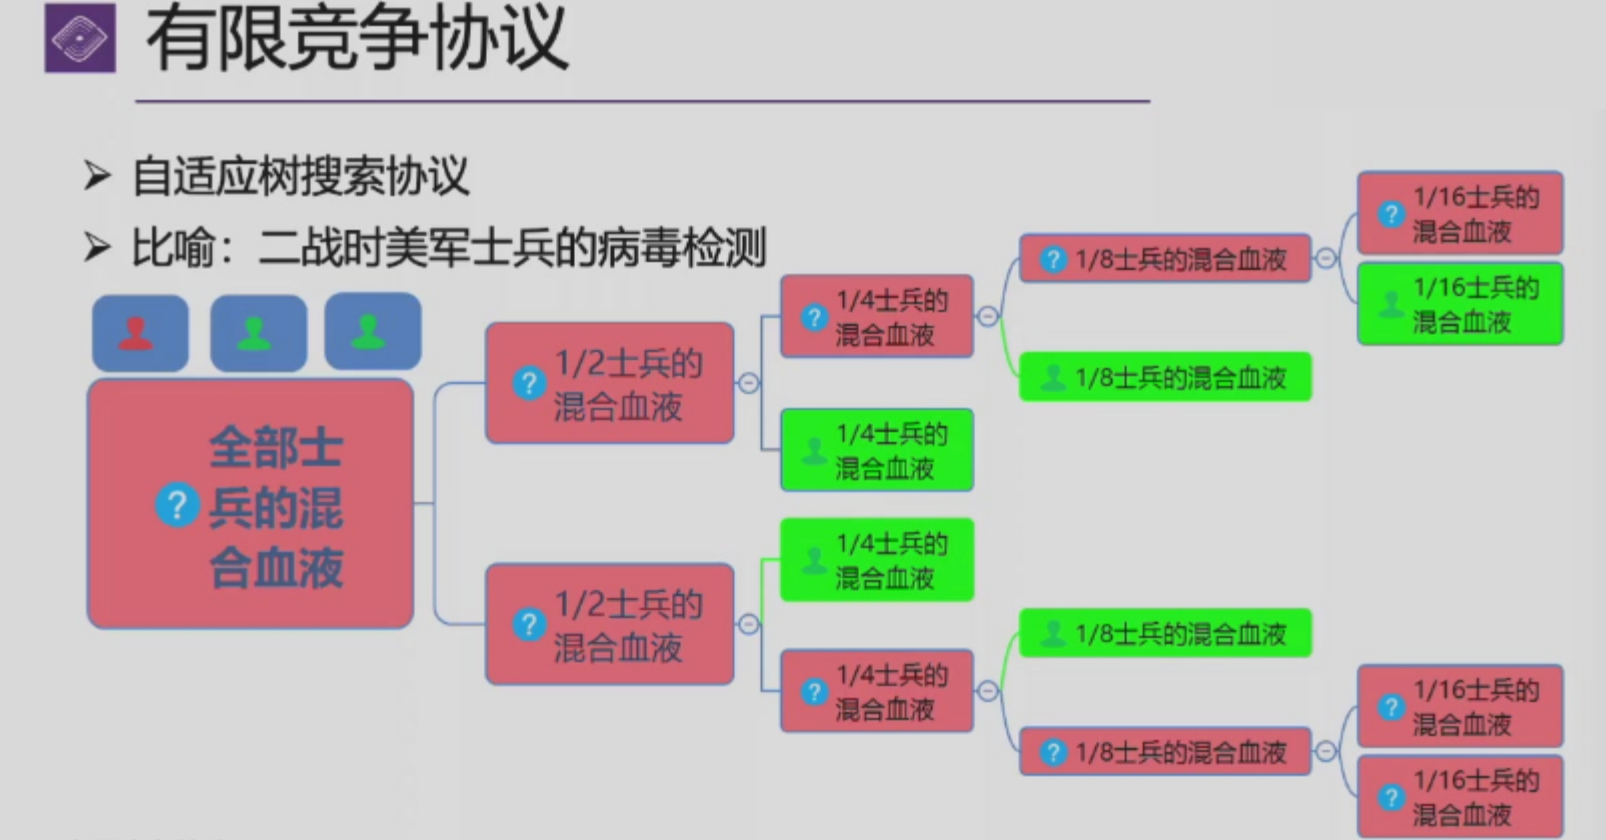 有限竞争协议
自适应树搜索协议
比喻：二战时美军士兵的病毒检测
全部士
兵的混
合血液
1/2士兵的
混合血液
1/2士兵的
混合血液
1/4士兵的
混合血液
1/4士兵的
混合血液
1/4士兵的
混合血液
1/4士兵的
混合血液
1/8士兵的混合血液
1/8士兵的混合血液
1/8士兵的混合血液
1/8士兵的混合血液
1/16士兵的
混合血液
1/16士兵的
混合血液
1/16士兵的
混合血液
1/16士兵的
混合血液